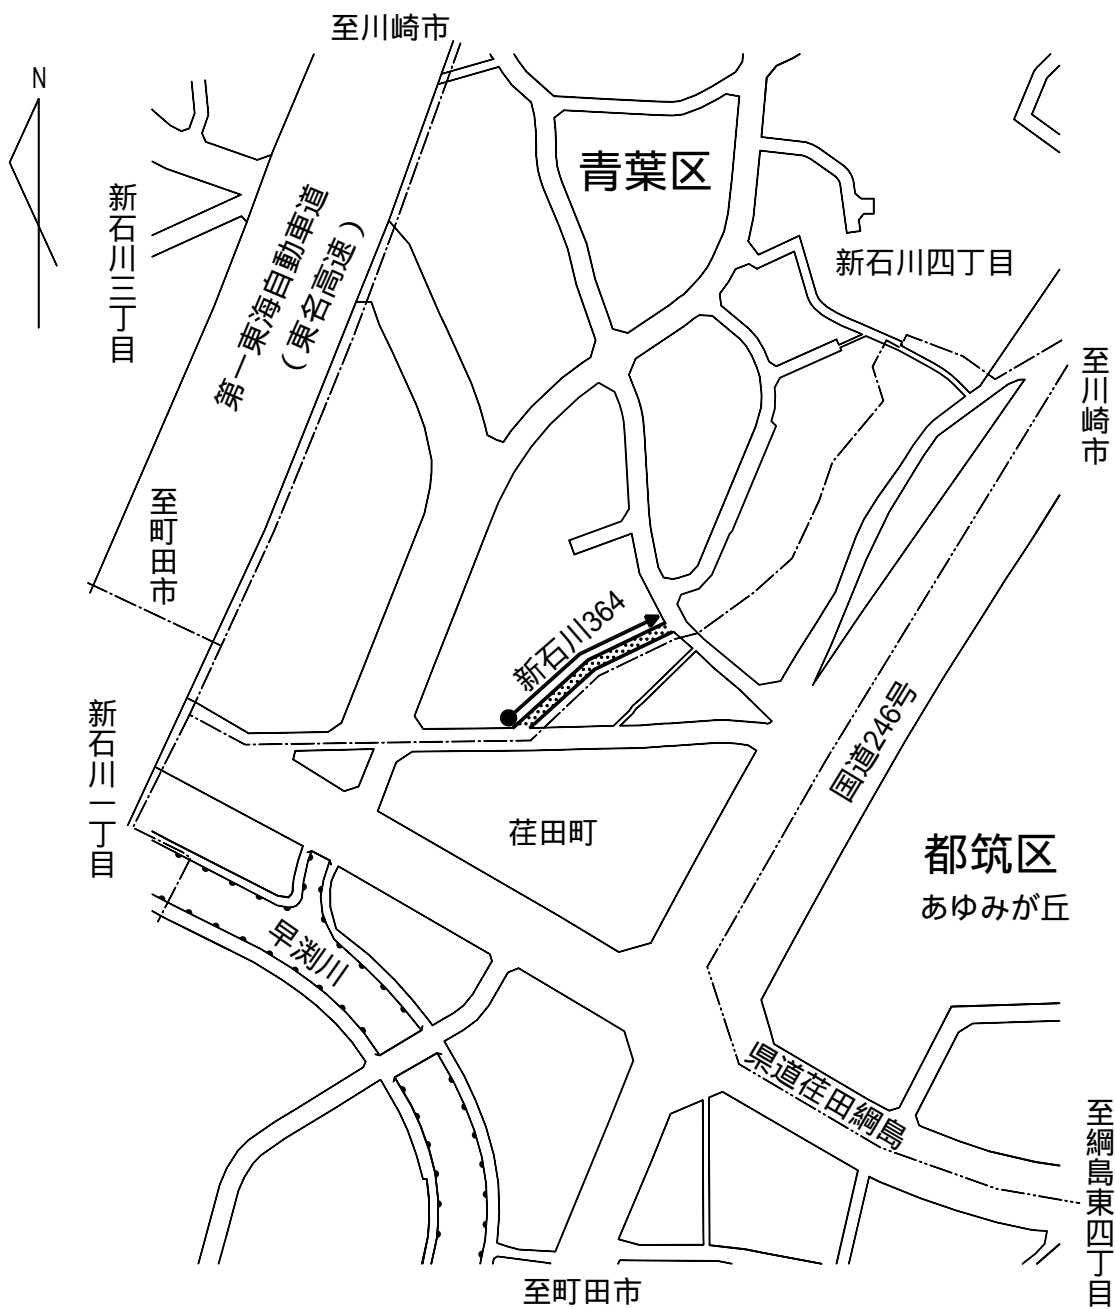 至川崎市
N
青葉区
新石川三丁目
第一東海自動車道
（東名高速）
新石川四丁目
至川崎市
至町田市
新石川364
新石川一丁目
国道246号
荏田町
都筑区
あゆみが丘
早渕川
県道荏田綱島
至綱島東四丁目
至町田市